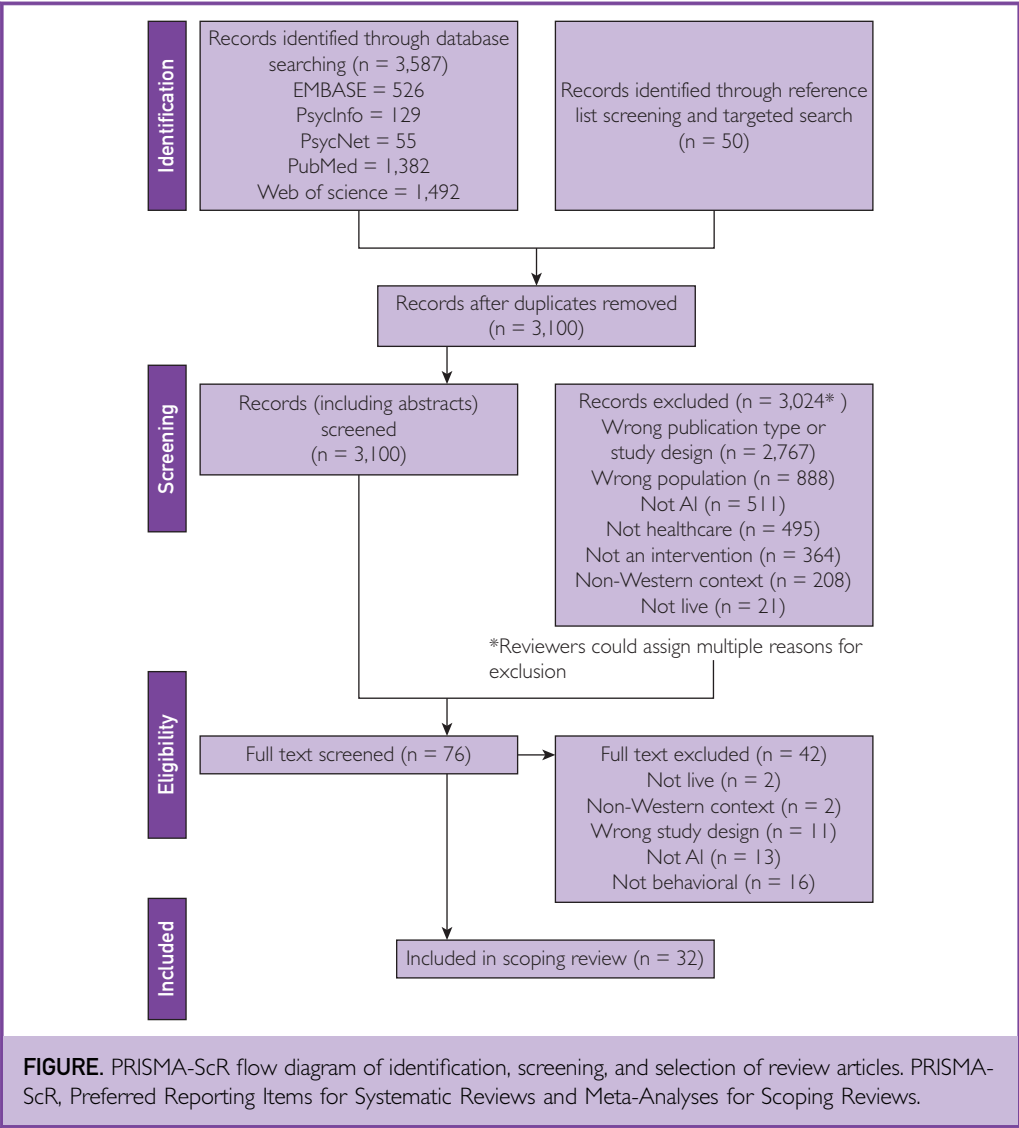 Identification
Records identified through database
searching (n = 3,587)
EMBASE = 526
PsycInfo = 129
PsycNet = 55
PubMed = 1,382
Web of science = 1,492
Records identified through reference
list screening and targeted search
(n = 50)
Records after duplicates removed
(n = 3,100)
Screening
Records (including abstracts)
screened
(n = 3,100)
Records excluded (n = 3,024* )
Wrong publication type or
study design (n = 2,767)
Wrong population (n = 888)
Not AI (n = 511)
Not healthcare (n = 495)
Not an intervention (n = 364)
Non-Western context (n = 208)
Not live (n = 21)
*Reviewers could assign multiple reasons for
exclusion
Eligibility
Full text screened (n = 76)
Full text excluded (n = 42)
Not live (n = 2)
Non-Western context (n = 2)
Wrong study design (n = 11)
Not AI (n = 13)
Not behavioral (n = 16)
Included
Included in scoping review (n = 32)
FIGURE. PRISMA-ScR flow diagram of identification, screening, and selection of review articles. PRISMA-
ScR, Preferred Reporting Items for Systematic Reviews and Meta-Analyses for Scoping Reviews.